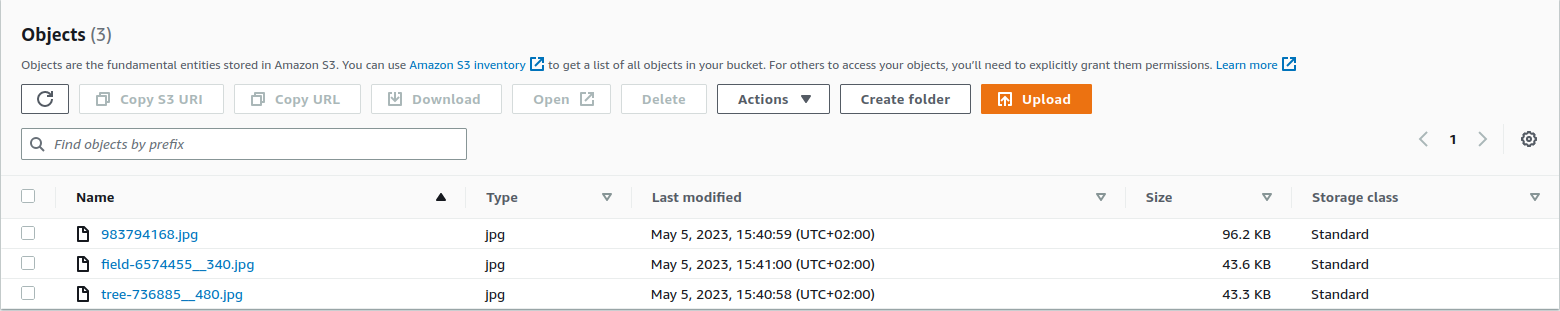 Objects (3)
Objects are the fundamental entities stored in Amazon S3. You can use Amazon S3 inventory to get a list of all objects in your bucket. For others to access your objects, you'll need to explicitly grant them permissions. Learn more
Copy S3 URI Copy URL Download Open Delete Actions Create folder Upload
Find objects by prefix 1
Name Type Last modified Size Storage class
983794168.jpg jpg May 5, 2023, 15:40:59 (UTC+02:00) 96.2 KB Standard
field-6574455__340.jpg jpg May 5, 2023, 15:41:00 (UTC+02:00) 43.6 KB Standard
tree-736885__480.jpg jpg May 5, 2023, 15:40:58 (UTC+02:00) 43.3 KB Standard